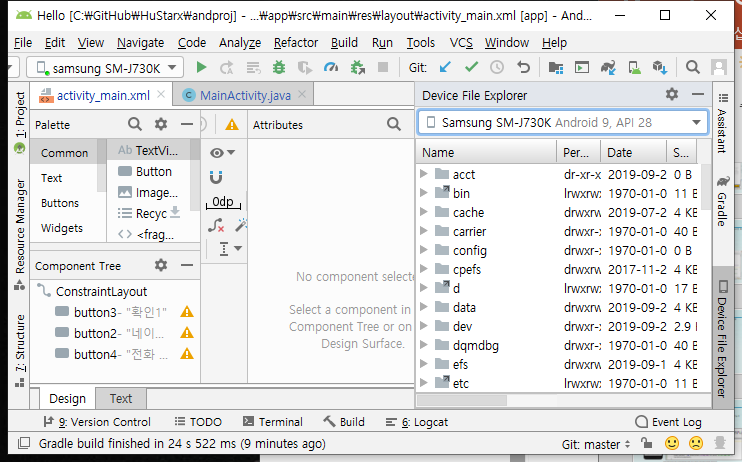 Hello [C:₩GitHub₩HuStarx₩andproj] - ...₩app₩src₩main₩res₩layout₩activity_main.xml [app] - And...
File Edit View Navigate Code Analyze Refactor Build Run Tools VCS Window Help
samsung SM-J730K
Git:
activity_main.xml
MainActivity.java
Device File Explorer
1: Project
Resource Manager
7: Structure
Palette
Common
Text
Buttons
Widgets
Ab TextVi...
Button
Image...
Recyc
<> <frag...
0dp
Attributes
No component selecte
Select a component in
Component Tree or on
Design Surface.
Component Tree
ConstraintLayout
button3- "확인1"
button2- "네이...
button4- "전화 ...
Design Text
Samsung SM-J730K Android 9, API 28
Name Per... Date S...
acct dr-xr-x 2019-09-2 0 B
bin lrwxrw 1970-01-0 11 B
cache drwxrw 2019-07-2 4 KB
carrier drwxr-x 1970-01-0 40 B
config drwxr-x 1970-01-0 0 B
cpefs drwxrw 2017-11-2 4 KB
d lrwxrw 1970-01-0 17 B
data drwxrw 2019-09-2 4 KB
dev drwxr-x 2019-09-2 2.9 
dqmdbg drwxr-x 1970-01-0 40 B
efs drwxrw 2019-09-1 4 KB
etc lrwxrw 1970-01-0 11 B
Assistant
Gradle
Device File Explorer
9: Version Control TODO Terminal Build 6: Logcat Event Log
Gradle build finished in 24 s 522 ms (9 minutes ago)
Git: master